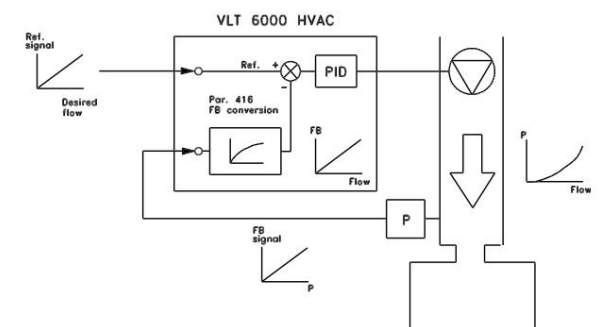 VLT 6000 HVAC
Ref.
signal
Desired
flow
Ref.
+
-
PID
Par. 416
FB conversion
FB
Flow
P
Flow
P
FB
signal
P